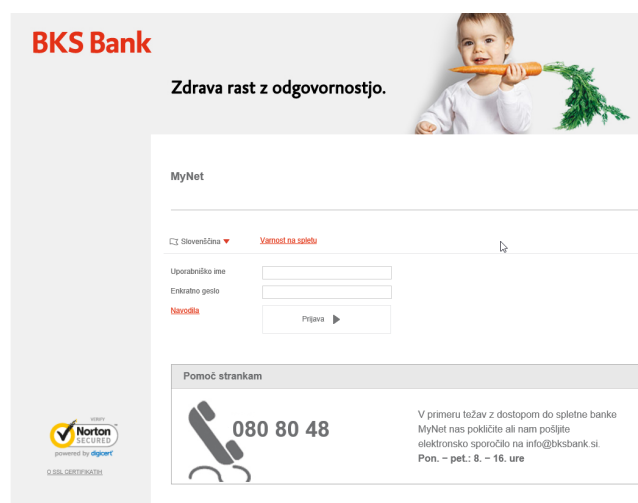 BKS Bank
Zdrava rast z odgovornostjo.
MyNet
Slovenščina
Varnost na spletu
Uporabniško ime
Enkratno geslo
Navodila
Prijava
Pomoč strankam
080 80 48
V primeru težav z dostopom do spletne banke
MyNet nas pokličite ali nam pošljite
elektronsko sporočilo na info@bksbank.si.
Pon. – pet.: 8. – 16. ure
VERIFY
Norton
SECURED
powered by digicert
O SSL CERTIFIKATIH